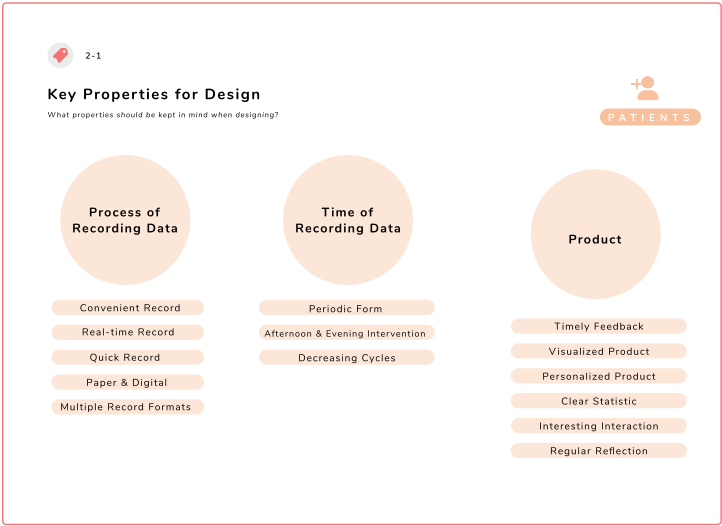 2-1
Key Properties for Design
What properties should be kept in mind when designing?
PATIENTS
Process of
Recording Data
Convenient Record
Real-time Record
Quick Record
Paper & Digital
Multiple Record Formats
Time of
Recording Data
Periodic Form
Afternoon & Evening Intervention
Decreasing Cycles
Product
Timely Feedback
Visualized Product
Personalized Product
Clear Statistic
Interesting Interaction
Regular Reflection